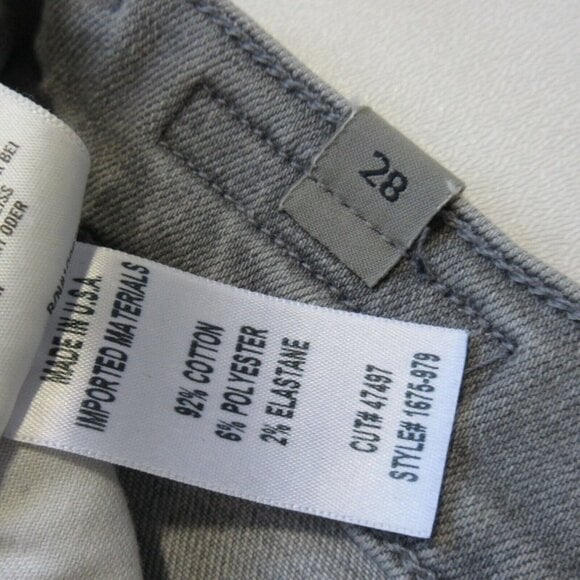 28
MADE IN U.S.A.
IMPORTED MATERIALS
92% COTTON
6% POLYESTER
2% ELASTANE
CUT# 47497
STYLE# 1675-979
BEI
ODER